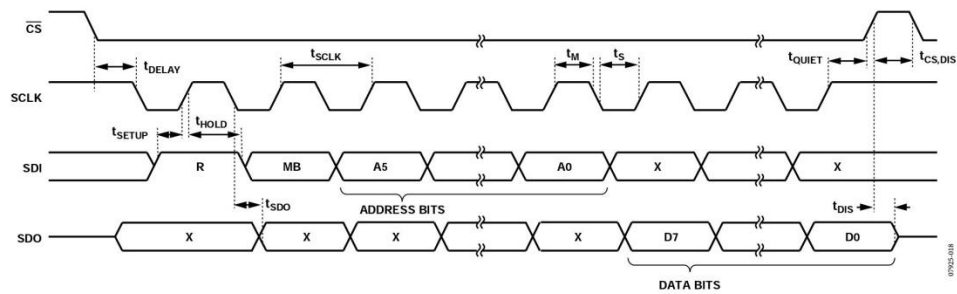 CS
tDELAY
tSCLK
tM
tS
tQUIET
tCS,DIS
SCLK
tSETUP
tHOLD
SDI
R
MB
A5
A0
X
X
tSDO
ADDRESS BITS
tDIS
SDO
X
X
X
X
D7
D0
DATA BITS
07925-018